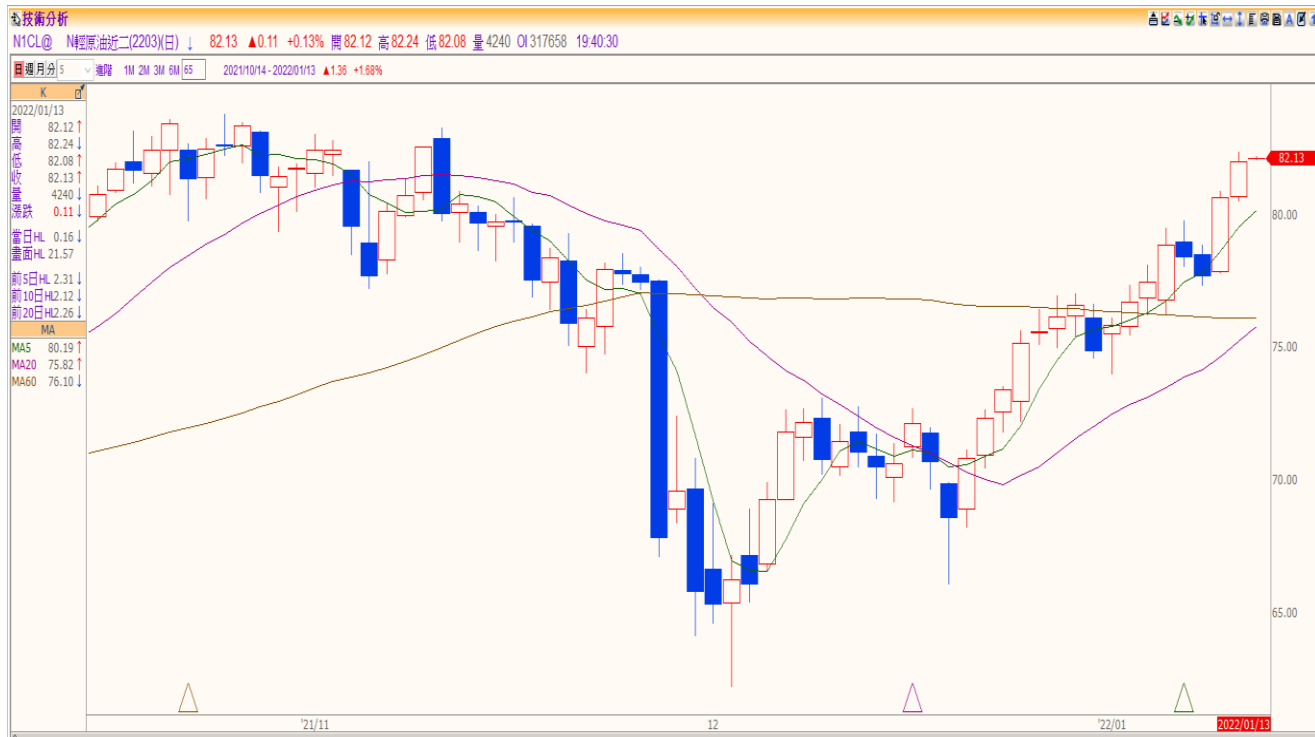 技術分析
N1CL@ N輕原油近二(2203)(日) ↓ 82.13 ▲0.11 +0.13% 開 82.12 高 82.24 低 82.08 量 4240 OI 317658 19:40:30
日 週 月 分 5 進階 1M 2M 3M 6M 65 2021/10/14 - 2022/01/13 ▲1.36 +1.68%
K
2022/01/13
開 82.12 ↑
高 82.24 ↓
低 82.08 ↑
收 82.13 ↑
量 4240 ↓
漲跌 0.11 ↓
當日HL 0.16 ↓
畫面HL 21.57
前5日HL 2.31 ↓
前10日HL 2.12 ↓
前20日HL 2.26 ↓
MA
MA5 80.19 ↑
MA20 75.82 ↑
MA60 76.10 ↓
82.13
80.00
75.00
70.00
65.00
'21/11 12 '22/01 2022/01/13